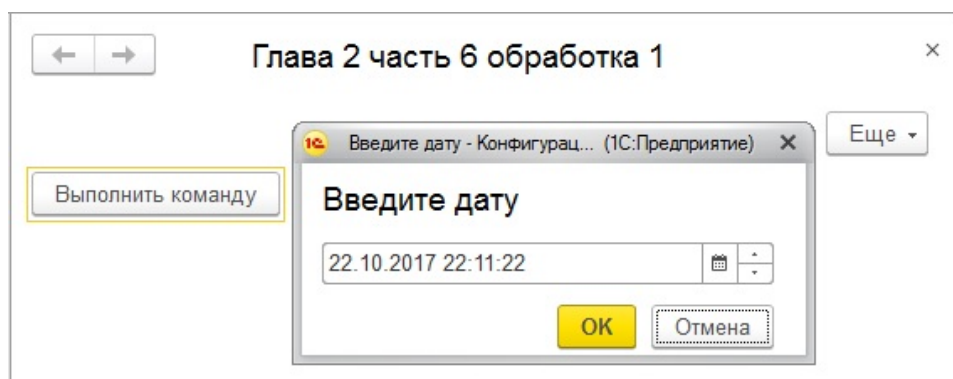 Глава 2 часть 6 обработка 1
Еще
1С Введите дату - Конфигурац... (1С:Предприятие)
Выполнить команду
Введите дату
22.10.2017 22:11:22
ОК Отмена